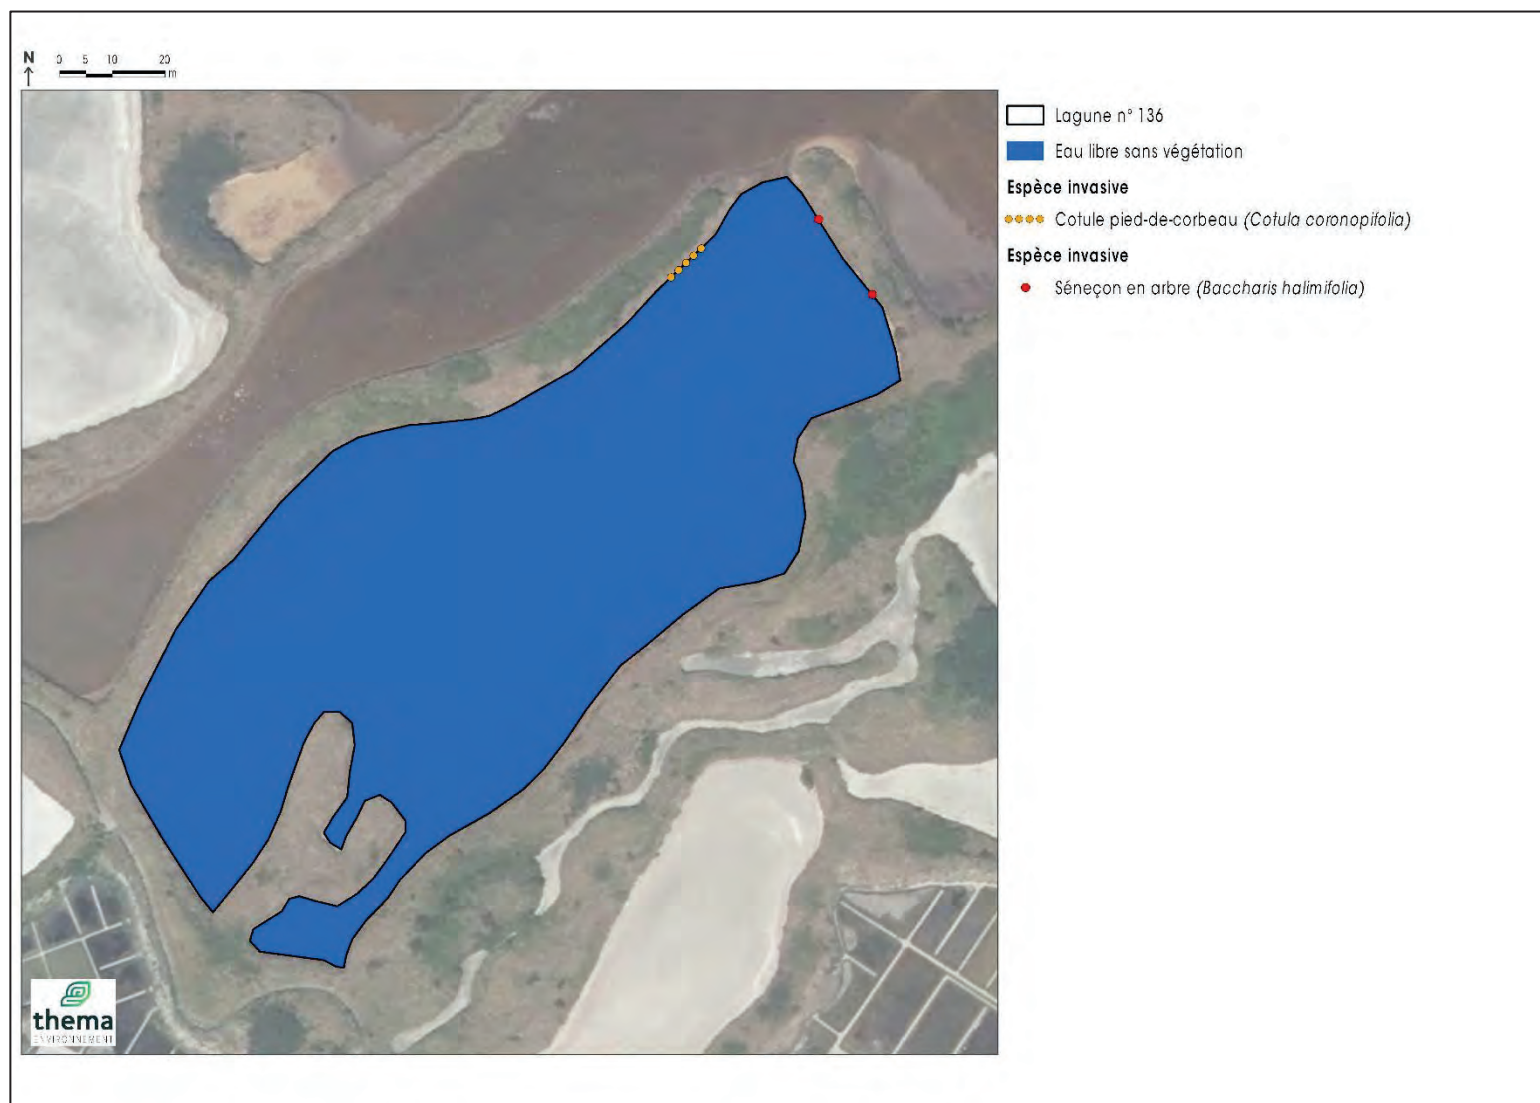 N
0 5 10 20
m
Lagune n° 136
Eau libre sans végétation
Espèce invasive
Cotule pied-de-corbeau (Cotula coronopifolia)
Espèce invasive
Séneçon en arbre (Baccharis halimifolia)
thema
ENVIRONNEMENT